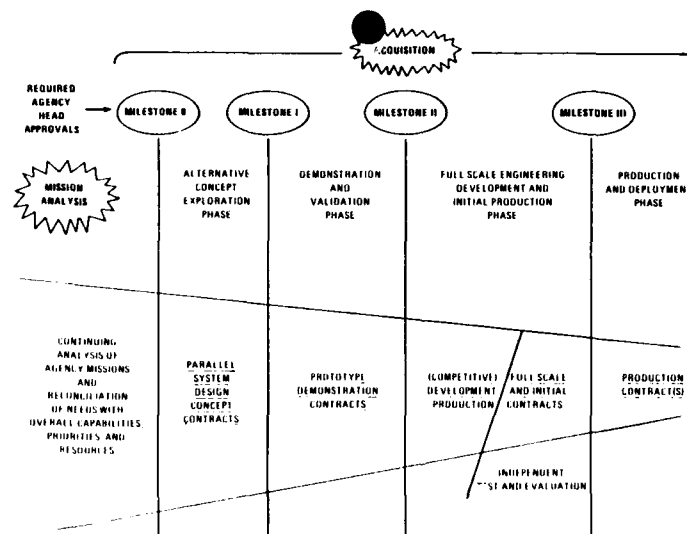 ACQUISITION
REQUIRED
AGENCY
HEAD
APPROVALS
MILESTONE 0
MILESTONE I
MILESTONE II
MILESTONE III
MISSION
ANALYSIS
ALTERNATIVE
CONCEPT
EXPLORATION
PHASE
DEMONSTRATION
AND
VALIDATION
PHASE
FULL SCALE ENGINEERING
DEVELOPMENT AND
INITIAL PRODUCTION
PHASE
PRODUCTION
AND DEPLOYMEN
PHASE
CONTINUING
ANALYSIS OF
AGENCY MISSIONS
AND
RECONCILIATION
OF NEEDS WITH
OVERALL CAPABILITIES,
PRIORITIES AND
RESOURCES
PARALLEL
SYSTEM
DESIGN
CONCEPT
CONTRACTS
PROTOTYPE
DEMONSTRATION
CONTRACTS
(COMPETITIVE) FULL SCALE
DEVELOPMENT AND INITIAL
PRODUCTION CONTRACTS
PRODUCTION
CONTRACT(S)
INDEPENDENT
TEST AND EVALUATION